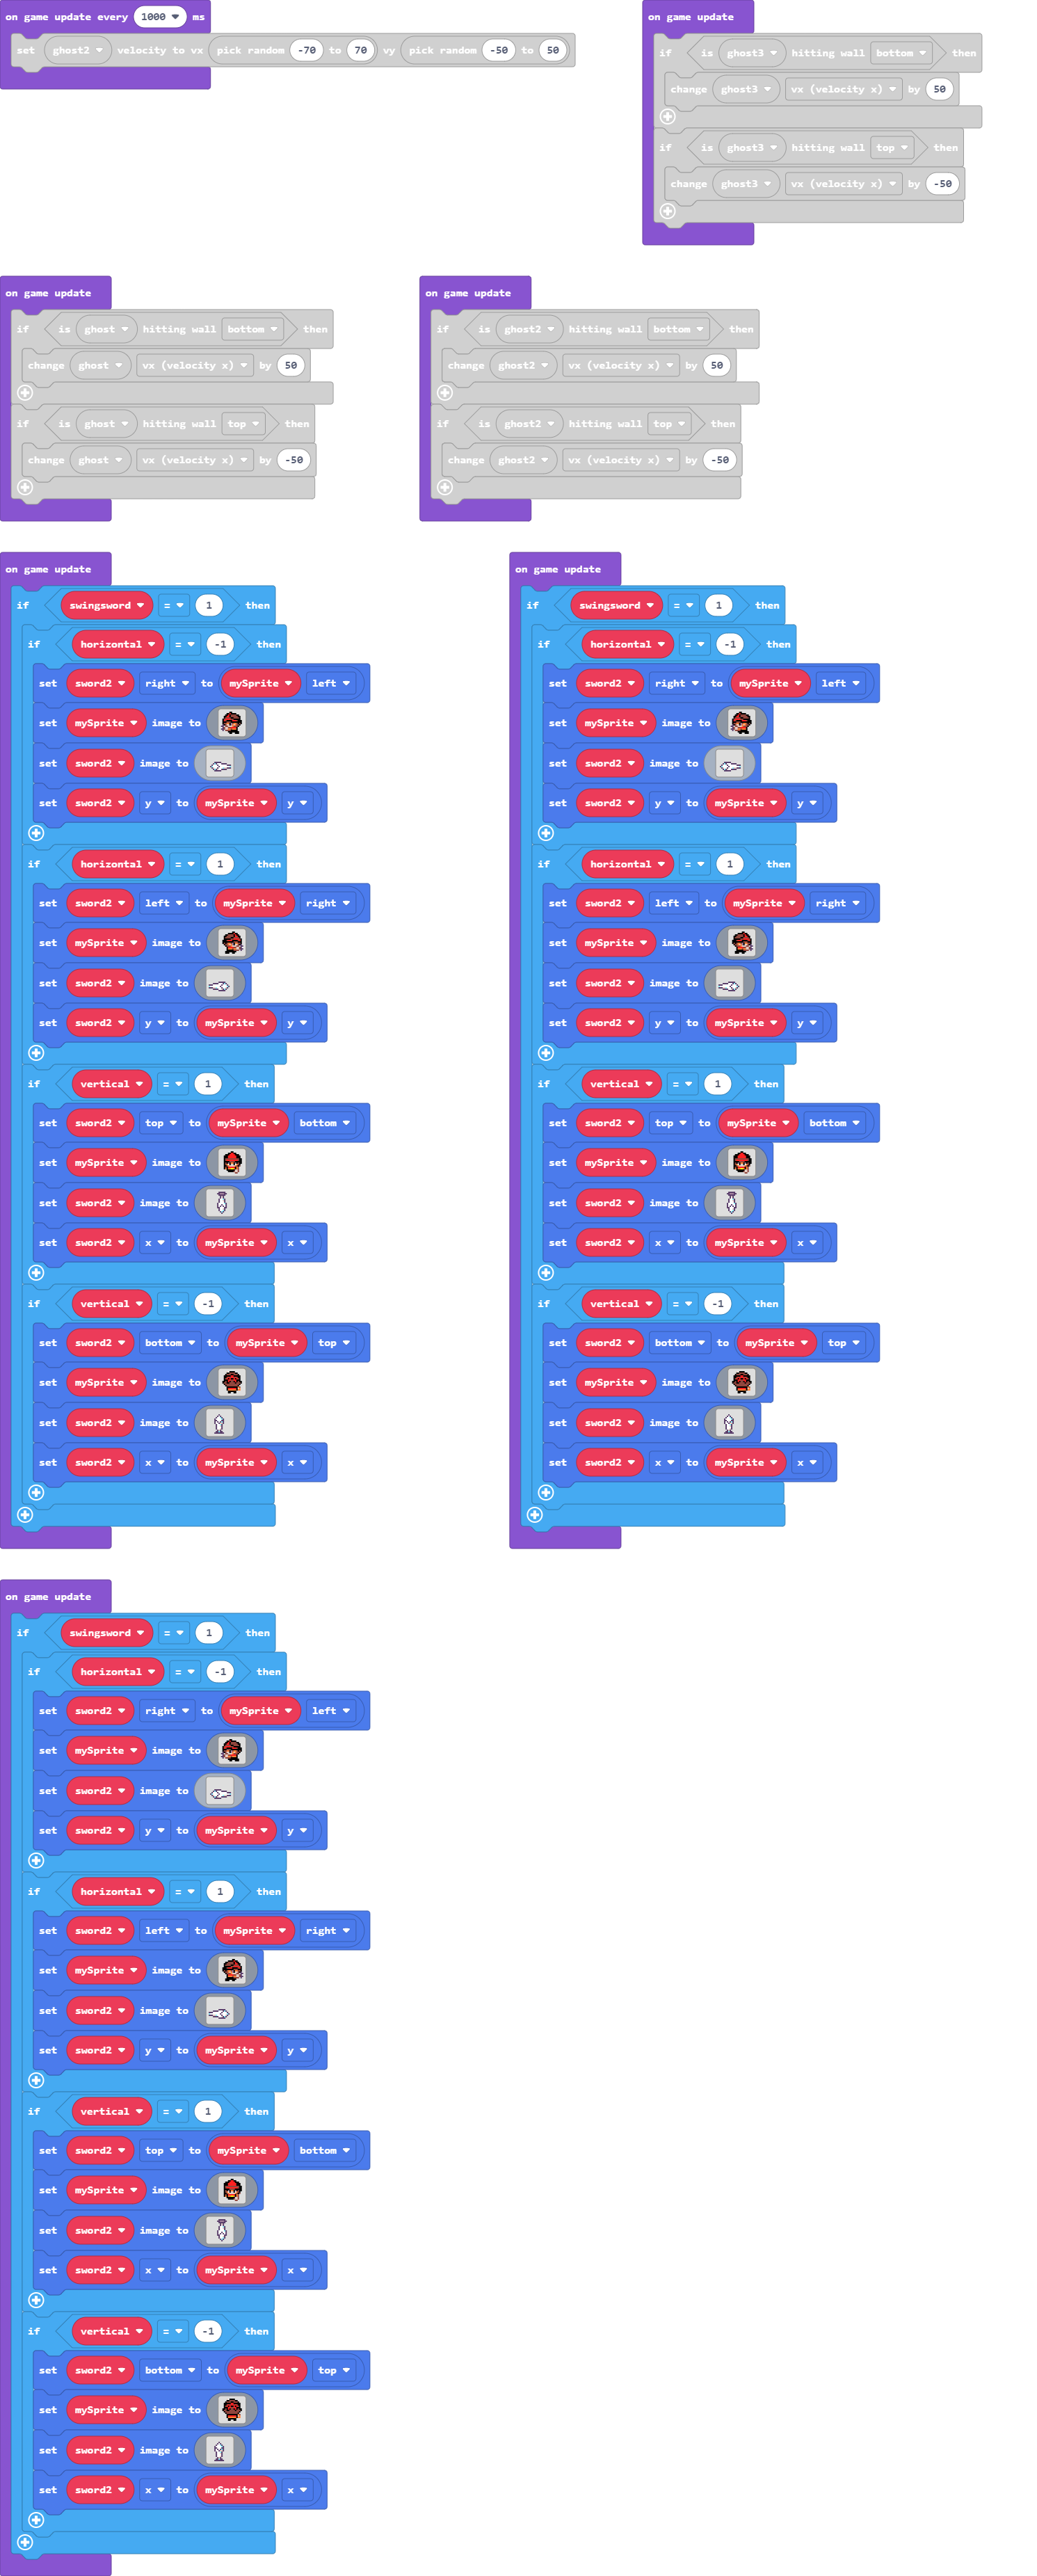 on game update every 1000 ms
set ghost2 velocity to vx pick random -70 to 70 vy pick random -50 to 50
on game update
if is ghost3 hitting wall bottom then
change ghost3 vx (velocity x) by 50
if is ghost3 hitting wall top then
change ghost3 vx (velocity x) by -50
on game update
if is ghost hitting wall bottom then
change ghost vx (velocity x) by 50
if is ghost hitting wall top then
change ghost vx (velocity x) by -50
on game update
if is ghost2 hitting wall bottom then
change ghost2 vx (velocity x) by 50
if is ghost2 hitting wall top then
change ghost2 vx (velocity x) by -50
on game update
if swingsword = 1 then
if horizontal = -1 then
set sword2 right to mySprite left
set mySprite image to
set sword2 image to
set sword2 y to mySprite y
if horizontal = 1 then
set sword2 left to mySprite right
set mySprite image to
set sword2 image to
set sword2 y to mySprite y
if vertical = 1 then
set sword2 top to mySprite bottom
set mySprite image to
set sword2 image to
set sword2 x to mySprite x
if vertical = -1 then
set sword2 bottom to mySprite top
set mySprite image to
set sword2 image to
set sword2 x to mySprite x
on game update
if swingsword = 1 then
if horizontal = -1 then
set sword2 right to mySprite left
set mySprite image to
set sword2 image to
set sword2 y to mySprite y
if horizontal = 1 then
set sword2 left to mySprite right
set mySprite image to
set sword2 image to
set sword2 y to mySprite y
if vertical = 1 then
set sword2 top to mySprite bottom
set mySprite image to
set sword2 image to
set sword2 x to mySprite x
if vertical = -1 then
set sword2 bottom to mySprite top
set mySprite image to
set sword2 image to
set sword2 x to mySprite x
on game update
if swingsword = 1 then
if horizontal = -1 then
set sword2 right to mySprite left
set mySprite image to
set sword2 image to
set sword2 y to mySprite y
if horizontal = 1 then
set sword2 left to mySprite right
set mySprite image to
set sword2 image to
set sword2 y to mySprite y
if vertical = 1 then
set sword2 top to mySprite bottom
set mySprite image to
set sword2 image to
set sword2 x to mySprite x
if vertical = -1 then
set sword2 bottom to mySprite top
set mySprite image to
set sword2 image to
set sword2 x to mySprite x